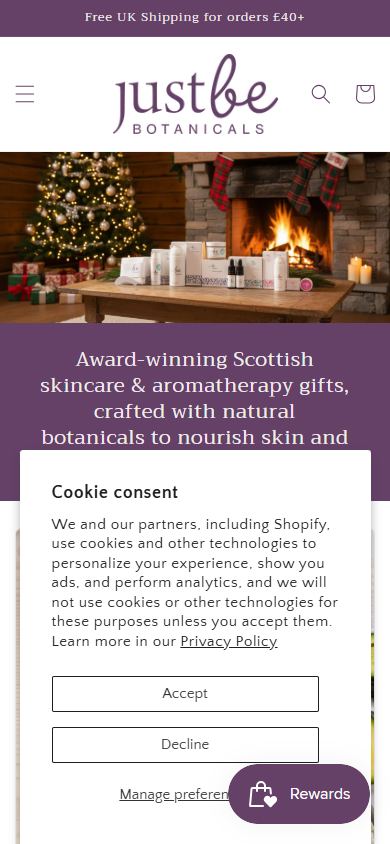 Free UK Shipping for orders £40+
justbe
BOTANICALS
Award-winning Scottish
skincare & aromatherapy gifts,
crafted with natural
botanicals to nourish skin and
Cookie consent
We and our partners, including Shopify,
use cookies and other technologies to
personalize your experience, show you
ads, and perform analytics, and we will
not use cookies or other technologies for
these purposes unless you accept them.
Learn more in our Privacy Policy
Accept
Decline
Manage preferen
Rewards